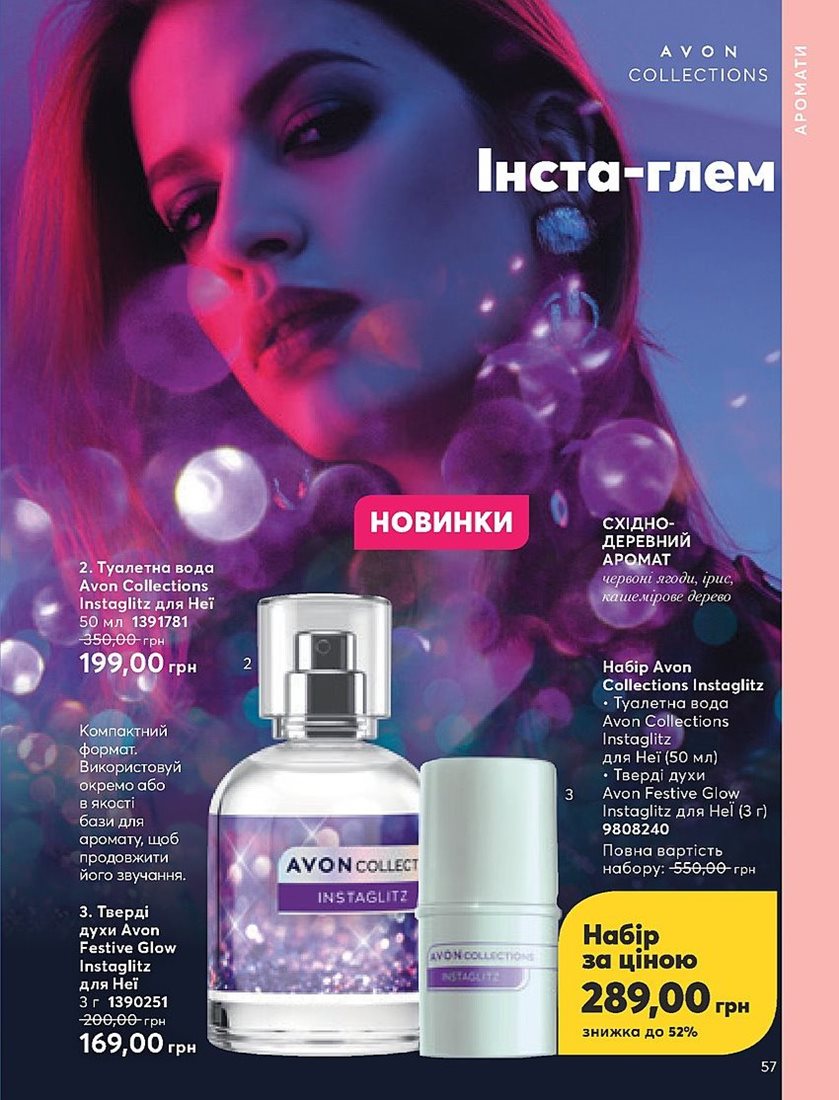 AVON
COLLECTIONS
АРОМАТИ
Інста-глем
НОВИНКИ
СХІДНО-
ДЕРЕВНИЙ
АРОМАТ
червоні ягоди, ірис,
кашемірове дерево
2. Туалетна вода
Avon Collections
Instaglitz для Неї
50 мл 1391781
350,00 грн
199,00 грн
2
Компактний
формат.
Використовуй
окремо або
в якості
бази для
аромату, щоб
продовжити
його звучання.
3. Тверді
духи Avon
Festive Glow
Instaglitz
для Неї
3 г 1390251
200,00 грн
169,00 грн
AVON COLLECT
INSTAGLITZ
3
AVON COLLECTIONS
INSTAGLITZ
Набір Avon
Collections Instaglitz
• Туалетна вода
Avon Collections
Instaglitz
для Неї (50 мл)
• Тверді духи
Avon Festive Glow
Instaglitz для Неї (3 г)
9808240
Повна вартість
набору: 550,00 грн
Набір
за ціною
289,00 грн
знижка до 52%
57